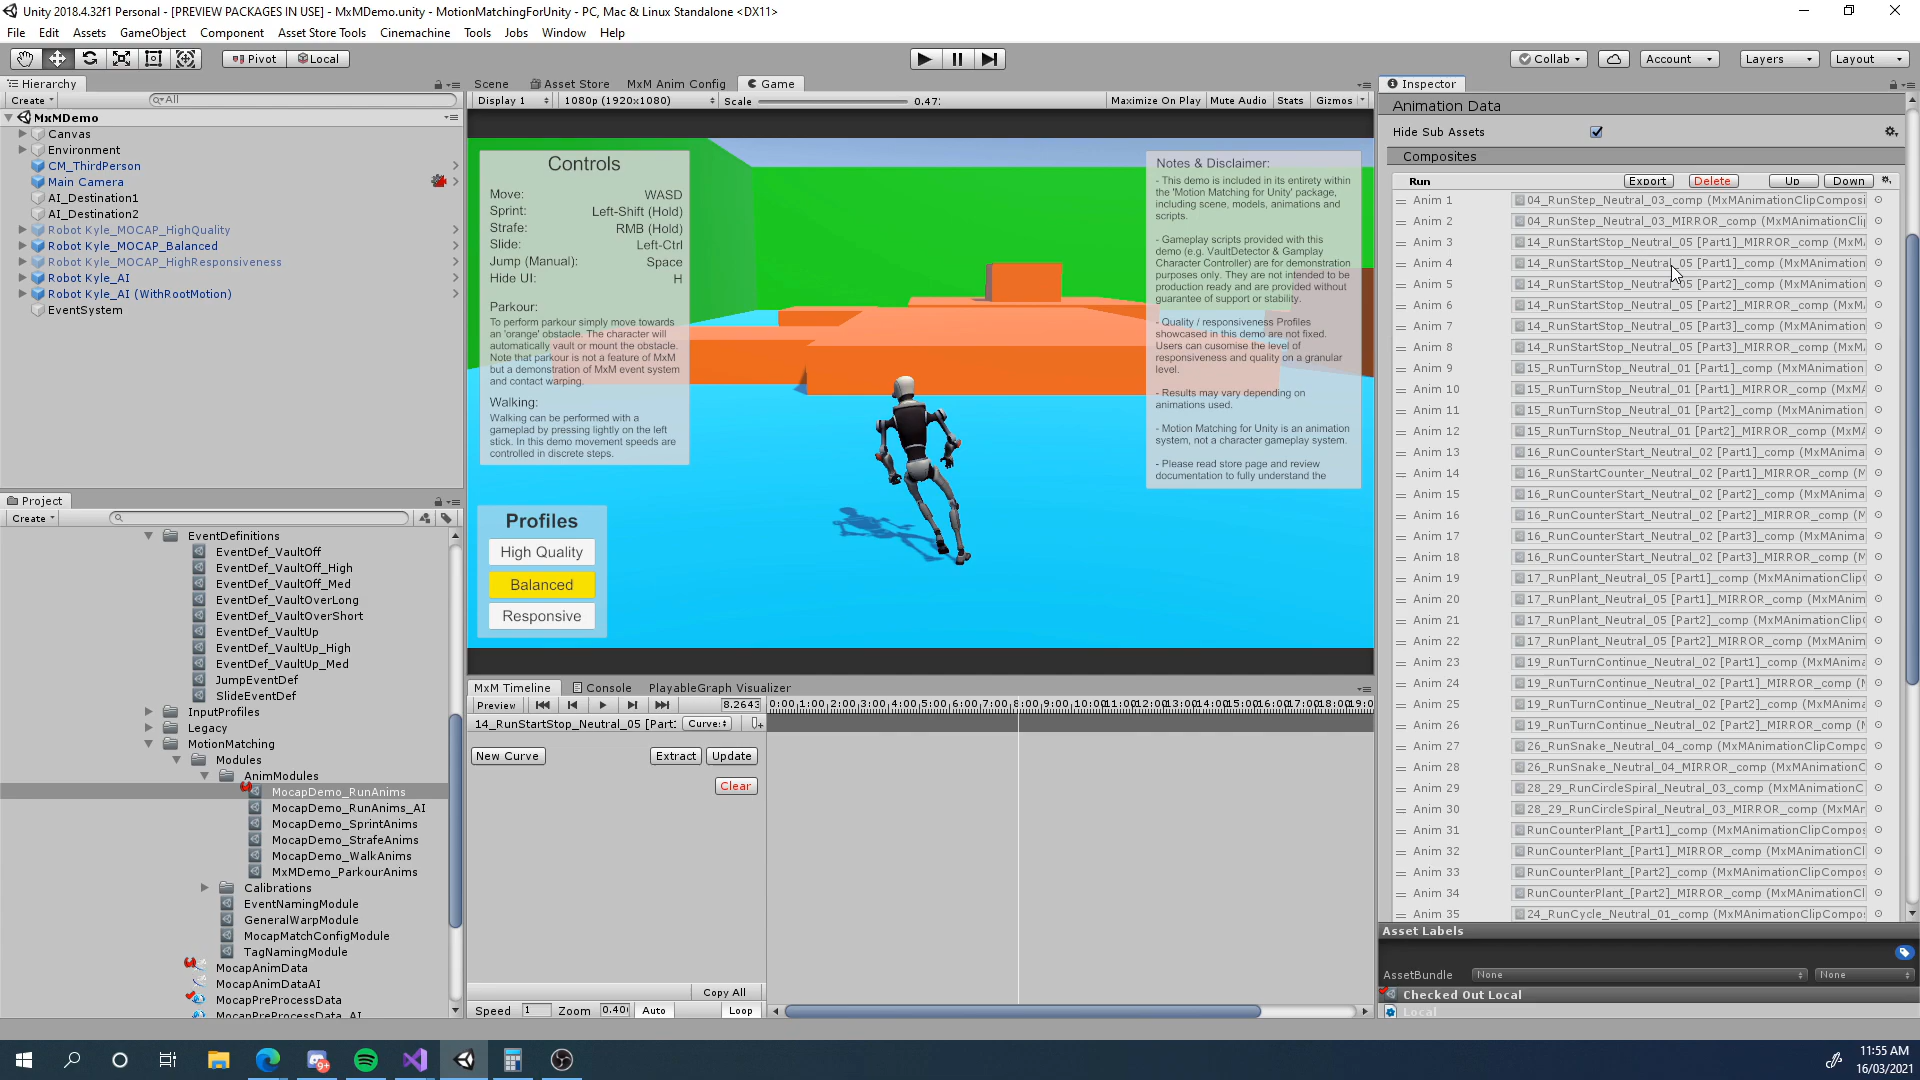 Unity 2018.4.32f1 Personal - [PREVIEW PACKAGES IN USE] - MxMDemo.unity - MotionMatchingForUnity - PC, Mac & Linux Standalone <DX11>
File Edit Assets GameObject Component Asset Store Tools Cinemachine Tools Jobs Window Help
Pivot Local Collab Account Layers Layout
Hierarchy
Create All
MxMDemo
Canvas
Environment
CM_ThirdPerson
Main Camera
AI_Destination1
AI_Destination2
Robot Kyle_MOCAP_HighQuality
Robot Kyle_MOCAP_Balanced
Robot Kyle_MOCAP_HighResponsiveness
Robot Kyle_AI
Robot Kyle_AI (WithRootMotion)
EventSystem
Project
Create
EventDefinitions
EventDef_VaultOff
EventDef_VaultOff_High
EventDef_VaultOff_Med
EventDef_VaultOverLong
EventDef_VaultOverShort
EventDef_VaultUp
EventDef_VaultUp_High
EventDef_VaultUp_Med
JumpEventDef
SlideEventDef
InputProfiles
Legacy
MotionMatching
Modules
AnimModules
MocapDemo_RunAnims
MocapDemo_RunAnims_AI
MocapDemo_SprintAnims
MocapDemo_StrafeAnims
MocapDemo_WalkAnims
MxMDemo_ParkourAnims
Calibrations
EventNamingModule
GeneralWarpModule
MocapMatchConfigModule
TagNamingModule
MocapAnimData
MocapAnimDataAI
MocapPreProcessData
MocapPreProcessData_AI
Scene Asset Store MxM Anim Config Game
Display 1 1080p (1920x1080) Scale 0.47: Maximize On Play Mute Audio Stats Gizmos
Controls
Move: WASD
Sprint: Left-Shift (Hold)
Strafe: RMB (Hold)
Slide: Left-Ctrl
Jump (Manual): Space
Hide UI: H
Parkour:
To perform parkour simply move towards
an 'orange' obstacle. The character will
automatically vault or mount the obstacle.
Note that parkour is not a feature of MxM
but a demonstration of MxM event system
and contact warping.
Walking:
Walking can be performed with a
gameplad by pressing lightly on the left
stick. In this demo movement speeds are
controlled in discrete steps.
Profiles
High Quality
Balanced
Responsive
Notes & Disclaimer:
- This demo is included in its entirety within
the 'Motion Matching for Unity' package,
including scene, models, animations and
scripts.
- Gameplay scripts provided with this
demo (e.g. VaultDetector & Gamplay
Character Controller) are for demonstration
purposes only. They are not intended to be
production ready and are provided without
guarantee of support or stability.
- Quality / responsiveness Profiles
showcased in this demo are not fixed.
Users can cusomise the level of
responsiveness and quality on a granular
level.
- Results may vary depending on
animations used.
- Motion Matching for Unity is an animation
system, not a character gameplay system.
- Please read store page and review
documentation to fully understand the
MxM Timeline Console PlayableGraph Visualizer
Preview 8.2643
14_RunStartStop_Neutral_05 [Part: Curve:
New Curve Extract Update
Clear
Copy All
Speed 1 Zoom 0.40 Auto Loop
Inspector
Animation Data
Hide Sub Assets
Composites
Run Export Delete Up Down
Anim 1 04_RunStep_Neutral_03_comp (MxMAnimationClipComposi
Anim 2 04_RunStep_Neutral_03_MIRROR_comp (MxMAnimationCli
Anim 3 14_RunStartStop_Neutral_05 [Part1]_MIRROR_comp (MxM
Anim 4 14_RunStartStop_Neutral_05 [Part1]_comp (MxMAnimation
Anim 5 14_RunStartStop_Neutral_05 [Part2]_comp (MxMAnimation
Anim 6 14_RunStartStop_Neutral_05 [Part2]_MIRROR_comp (MxM
Anim 7 14_RunStartStop_Neutral_05 [Part3]_comp (MxMAnimation
Anim 8 14_RunStartStop_Neutral_05 [Part3]_MIRROR_comp (MxM
Anim 9 15_RunTurnStop_Neutral_01 [Part1]_comp (MxMAnimation
Anim 10 15_RunTurnStop_Neutral_01 [Part1]_MIRROR_comp (MxM
Anim 11 15_RunTurnStop_Neutral_01 [Part2]_comp (MxMAnimation
Anim 12 15_RunTurnStop_Neutral_01 [Part2]_MIRROR_comp (MxM
Anim 13 16_RunCounterStart_Neutral_02 [Part1]_comp (MxMAnima
Anim 14 16_RunStartCounter_Neutral_02 [Part1]_MIRROR_comp (M
Anim 15 16_RunCounterStart_Neutral_02 [Part2]_comp (MxMAnima
Anim 16 16_RunCounterStart_Neutral_02 [Part2]_MIRROR_comp (M
Anim 17 16_RunCounterStart_Neutral_02 [Part3]_comp (MxMAnima
Anim 18 16_RunCounterStart_Neutral_02 [Part3]_MIRROR_comp (M
Anim 19 17_RunPlant_Neutral_05 [Part1]_comp (MxMAnimationClip
Anim 20 17_RunPlant_Neutral_05 [Part1]_MIRROR_comp (MxMAnim
Anim 21 17_RunPlant_Neutral_05 [Part2]_comp (MxMAnimationClip
Anim 22 17_RunPlant_Neutral_05 [Part2]_MIRROR_comp (MxMAnim
Anim 23 19_RunTurnContinue_Neutral_02 [Part1]_comp (MxMAnima
Anim 24 19_RunTurnContinue_Neutral_02 [Part1]_MIRROR_comp (M
Anim 25 19_RunTurnContinue_Neutral_02 [Part2]_comp (MxMAnima
Anim 26 19_RunTurnContinue_Neutral_02 [Part2]_MIRROR_comp (M
Anim 27 26_RunSnake_Neutral_04_comp (MxMAnimationClipCompo
Anim 28 26_RunSnake_Neutral_04_MIRROR_comp (MxMAnimationC
Anim 29 28_29_RunCircleSpiral_Neutral_03_comp (MxMAnimationC
Anim 30 28_29_RunCircleSpiral_Neutral_03_MIRROR_comp (MxMAn
Anim 31 RunCounterPlant_[Part1]_comp (MxMAnimationClipCompos
Anim 32 RunCounterPlant_[Part1]_MIRROR_comp (MxMAnimationCl
Anim 33 RunCounterPlant_[Part2]_comp (MxMAnimationClipCompos
Anim 34 RunCounterPlant_[Part2]_MIRROR_comp (MxMAnimationCl
Anim 35 24_RunCycle_Neutral_01_comp (MxMAnimationClipCompo
Asset Labels
AssetBundle None None
Checked Out Local
Local
11:55 AM
16/03/2021